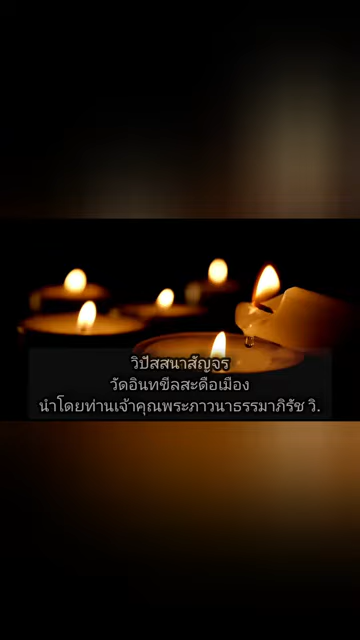 วิปัสสนาสัญจร
วัดอินทขีลสะดือเมือง
นำโดยท่านเจ้าคุณพระภาวนาธรรมาภิรัช วิ.